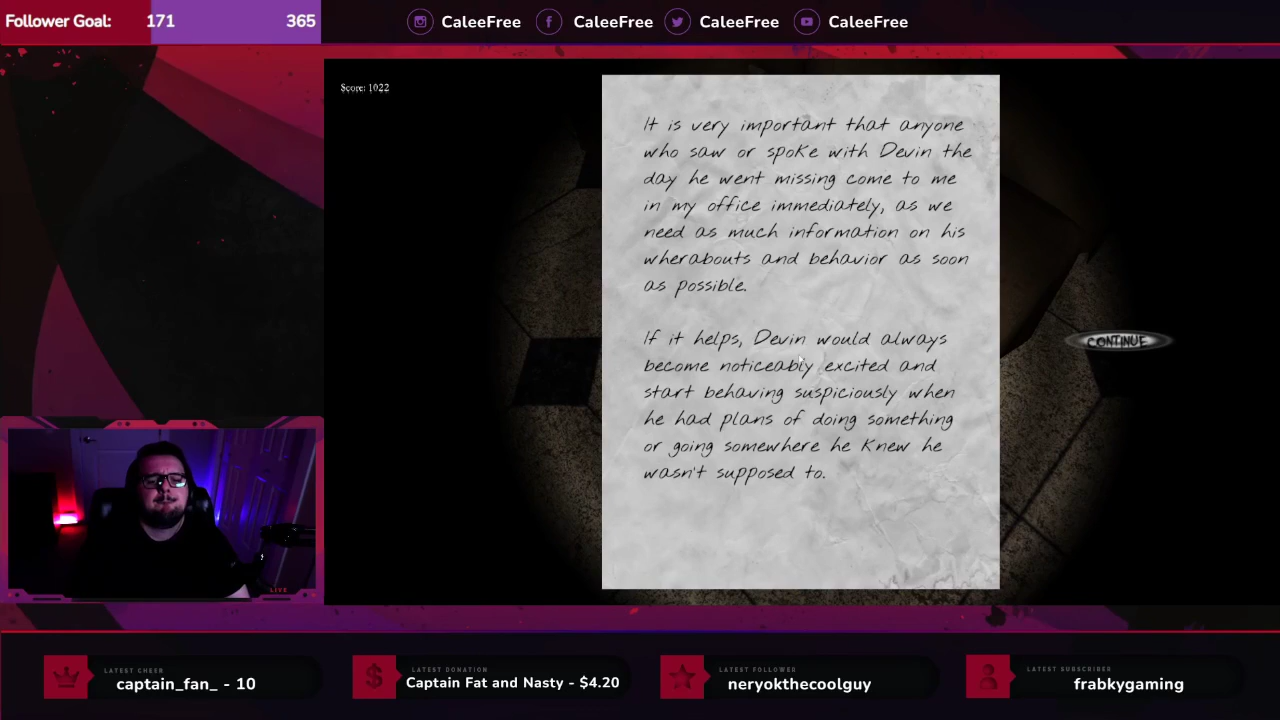 Follower Goal: 171 365
CaleeFree CaleeFree CaleeFree CaleeFree
Score: 1022
It is very important that anyone
who saw or spoke with Devin the
day he went missing come to me
in my office immediately, as we
need as much information on his
wherabouts and behavior as soon
as possible.
If it helps, Devin would always
become noticeably excited and
start behaving suspiciously when
he had plans of doing something
or going somewhere he knew he
wasn't supposed to.
CONTINUE
LIVE
LATEST CHEER
captain_fan_ - 10
LATEST DONATION
Captain Fat and Nasty - $4.20
LATEST FOLLOWER
neryokthecoolguy
LATEST SUBSCRIBER
frabkygaming